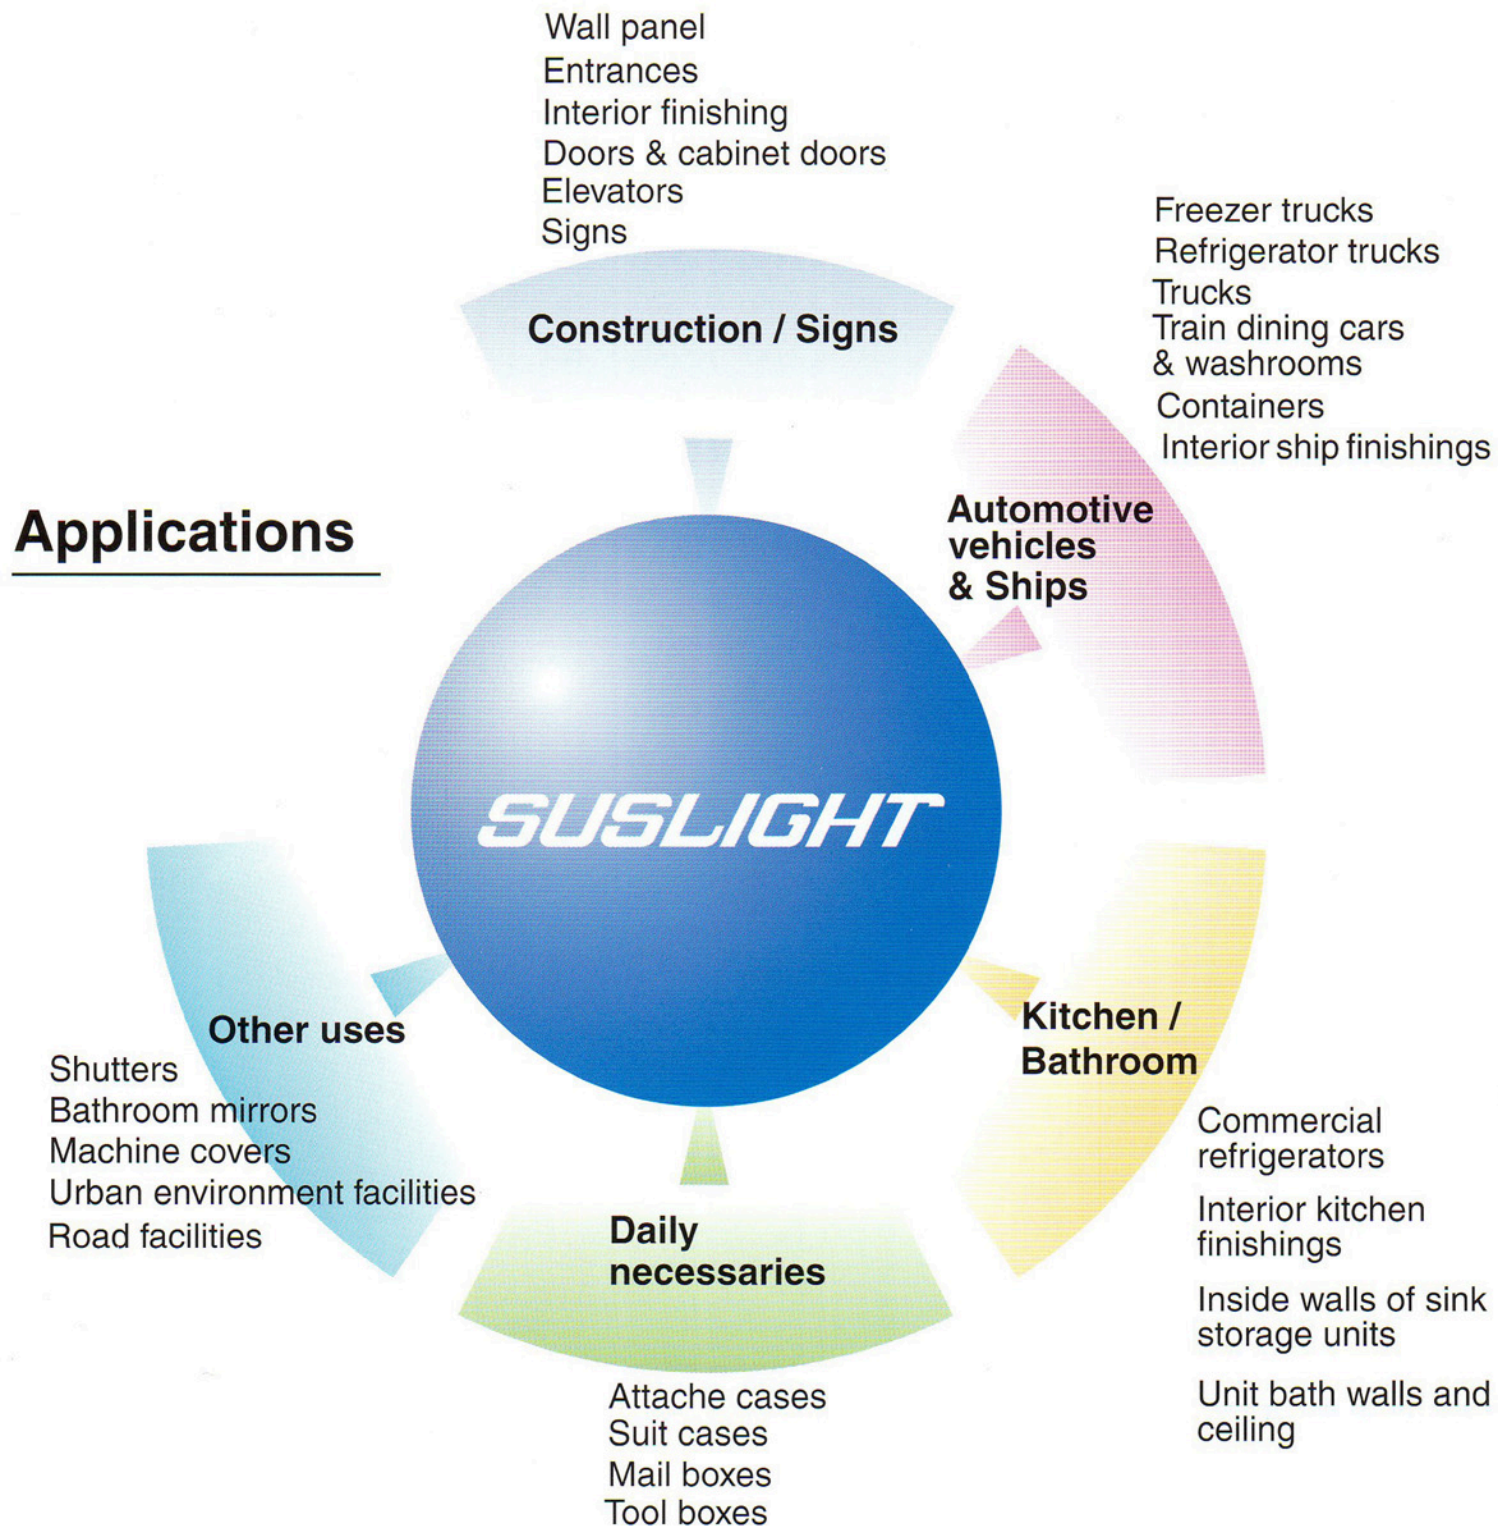 Wall panel
Entrances
Interior finishing
Doors & cabinet doors
Elevators
Signs
Construction / Signs
Freezer trucks
Refrigerator trucks
Trucks
Train dining cars
& washrooms
Containers
Interior ship finishings
Automotive
vehicles
& Ships
Applications
SUSLIGHT
Kitchen /
Bathroom
Commercial
refrigerators
Interior kitchen
finishings
Inside walls of sink
storage units
Unit bath walls and
ceiling
Daily
necessaries
Attache cases
Suit cases
Mail boxes
Tool boxes
Other uses
Shutters
Bathroom mirrors
Machine covers
Urban environment facilities
Road facilities